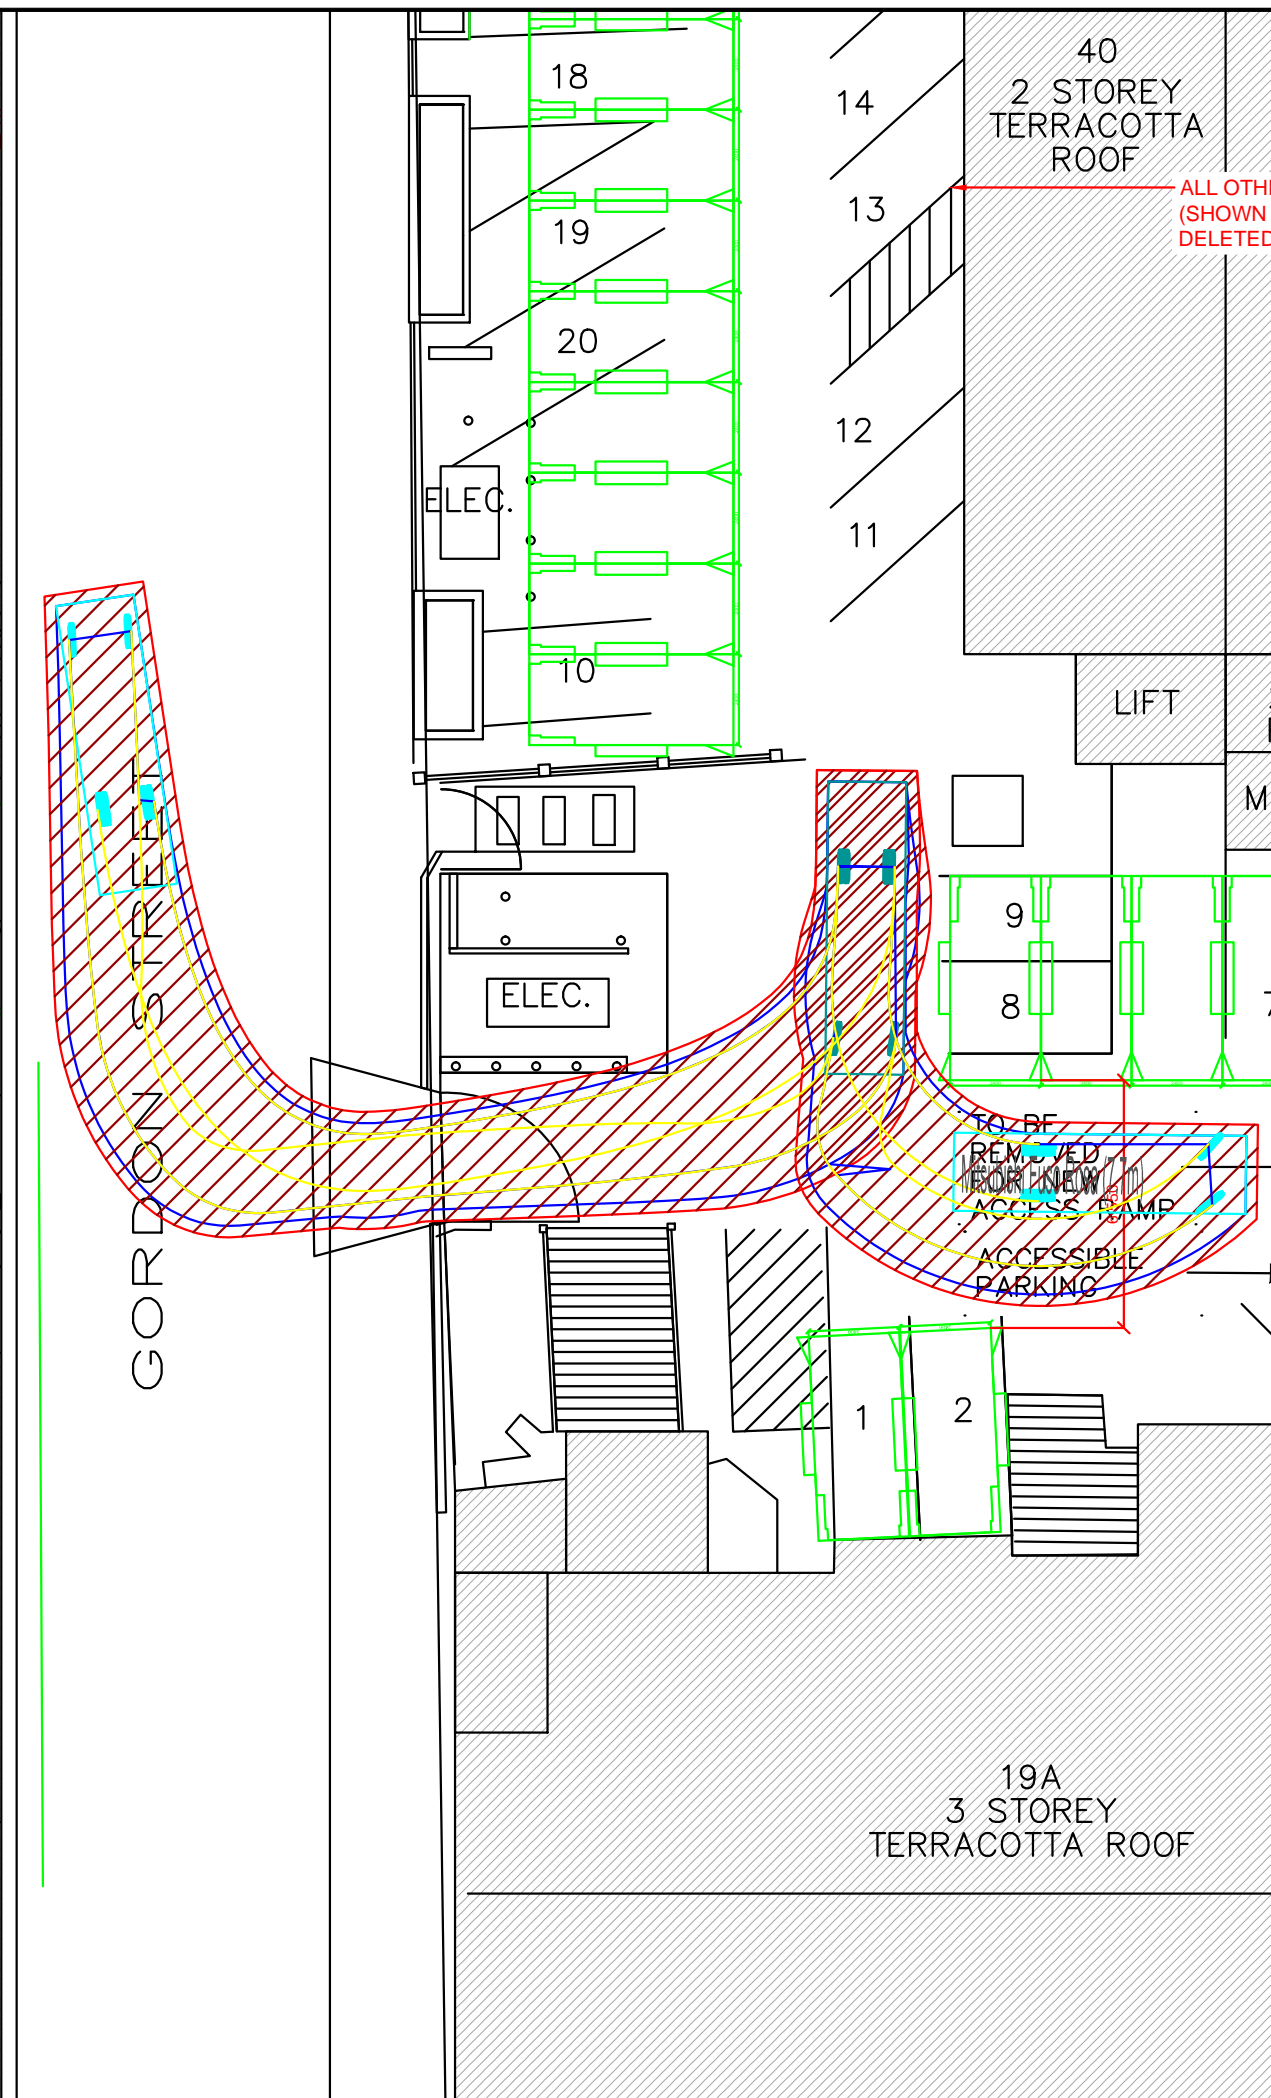 18
14
40
2 STOREY
TERRACOTTA
ROOF
ALL OTH
(SHOWN
DELETED
13
19
20
12
11
ELEC.
10
LIFT
M
9
8
7
ELEC.
GORDON STREET
TO BE
REMOVED
FOR NEW
ACCESS RAMP
ACCESSIBLE
PARKING
1
2
19A
3 STOREY
TERRACOTTA ROOF